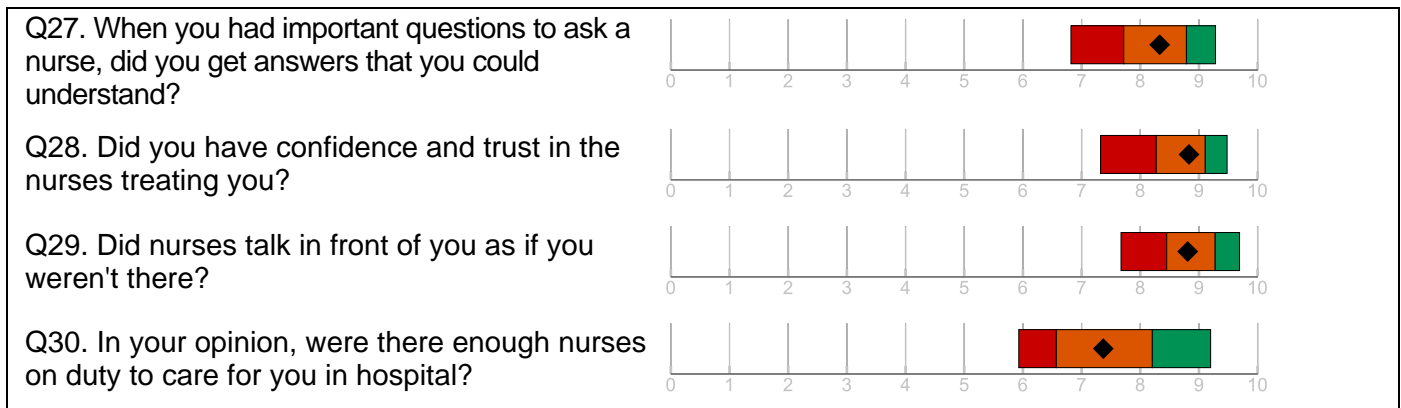 Q27. When you had important questions to ask a
nurse, did you get answers that you could
understand?
0 1 2 3 4 5 6 7 8 9 10
Q28. Did you have confidence and trust in the
nurses treating you?
0 1 2 3 4 5 6 7 8 9 10
Q29. Did nurses talk in front of you as if you
weren't there?
0 1 2 3 4 5 6 7 8 9 10
Q30. In your opinion, were there enough nurses
on duty to care for you in hospital?
0 1 2 3 4 5 6 7 8 9 10